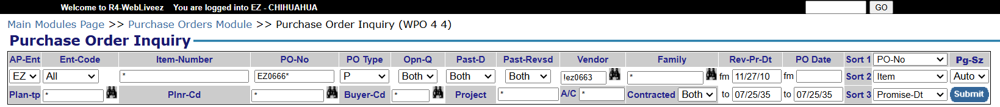 Welcome to R4-WebLiveez You are logged into EZ - CHIHUAHUA GO
Main Modules Page >> Purchase Orders Module >> Purchase Order Inquiry (WPO 4 4)
Purchase Order Inquiry
AP-Ent Ent-Code Item-Number PO-No PO Type Opn-Q Past-D Past-Revsd Vendor Family Rev-Pr-Dt PO Date Sort 1 PO-No Pg-Sz
EZ All * EZ0666* P Both Both Both !ez0663 * fm 11/27/10 fm Sort 2 Item Auto
Plan-tp * Plnr-Cd * Buyer-Cd * Project * A/C * Contracted Both to 07/25/35 to 07/25/35 Sort 3 Promise-Dt Submit